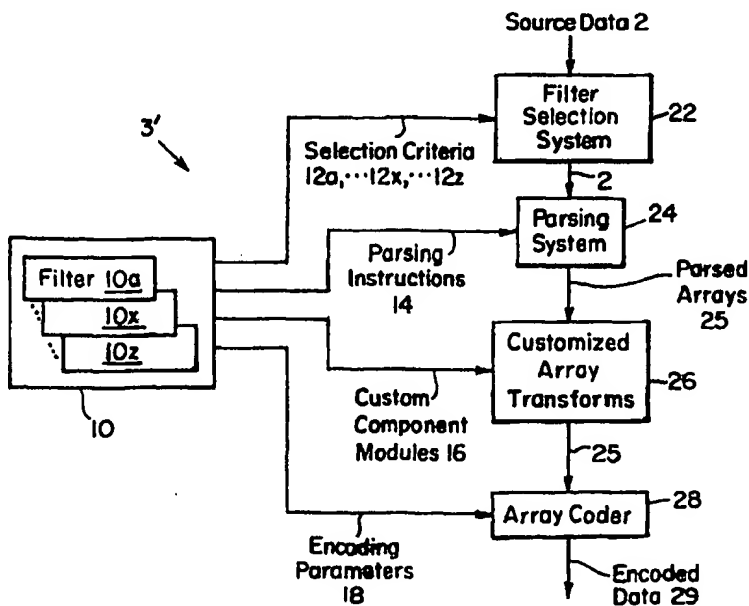 Source Data 2
Filter
Selection
System
22
3'
Selection Criteria
12a,···12x,···12z
2
Parsing
System
24
Parsing
Instructions
14
Parsed
Arrays
25
Filter 10a
10x
10z
10
Customized
Array
Transforms
26
Custom
Component
Modules 16
25
Array Coder
28
Encoding
Parameters
18
Encoded
Data 29